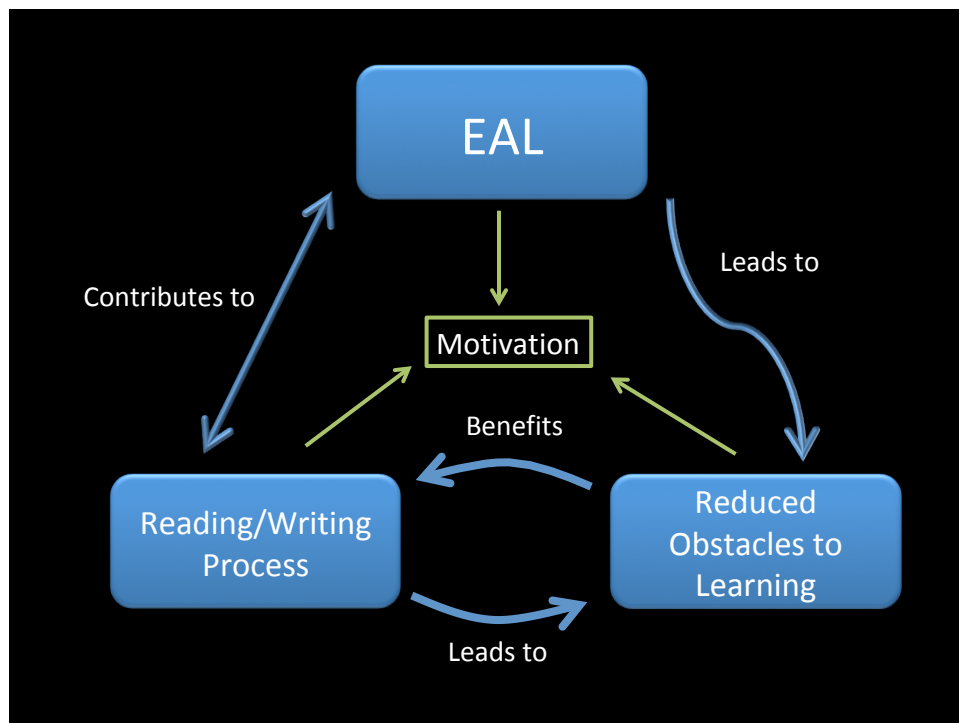 EAL
Leads to
Contributes to
Motivation
Benefits
Reading/Writing
Process
Reduced
Obstacles to
Learning
Leads to